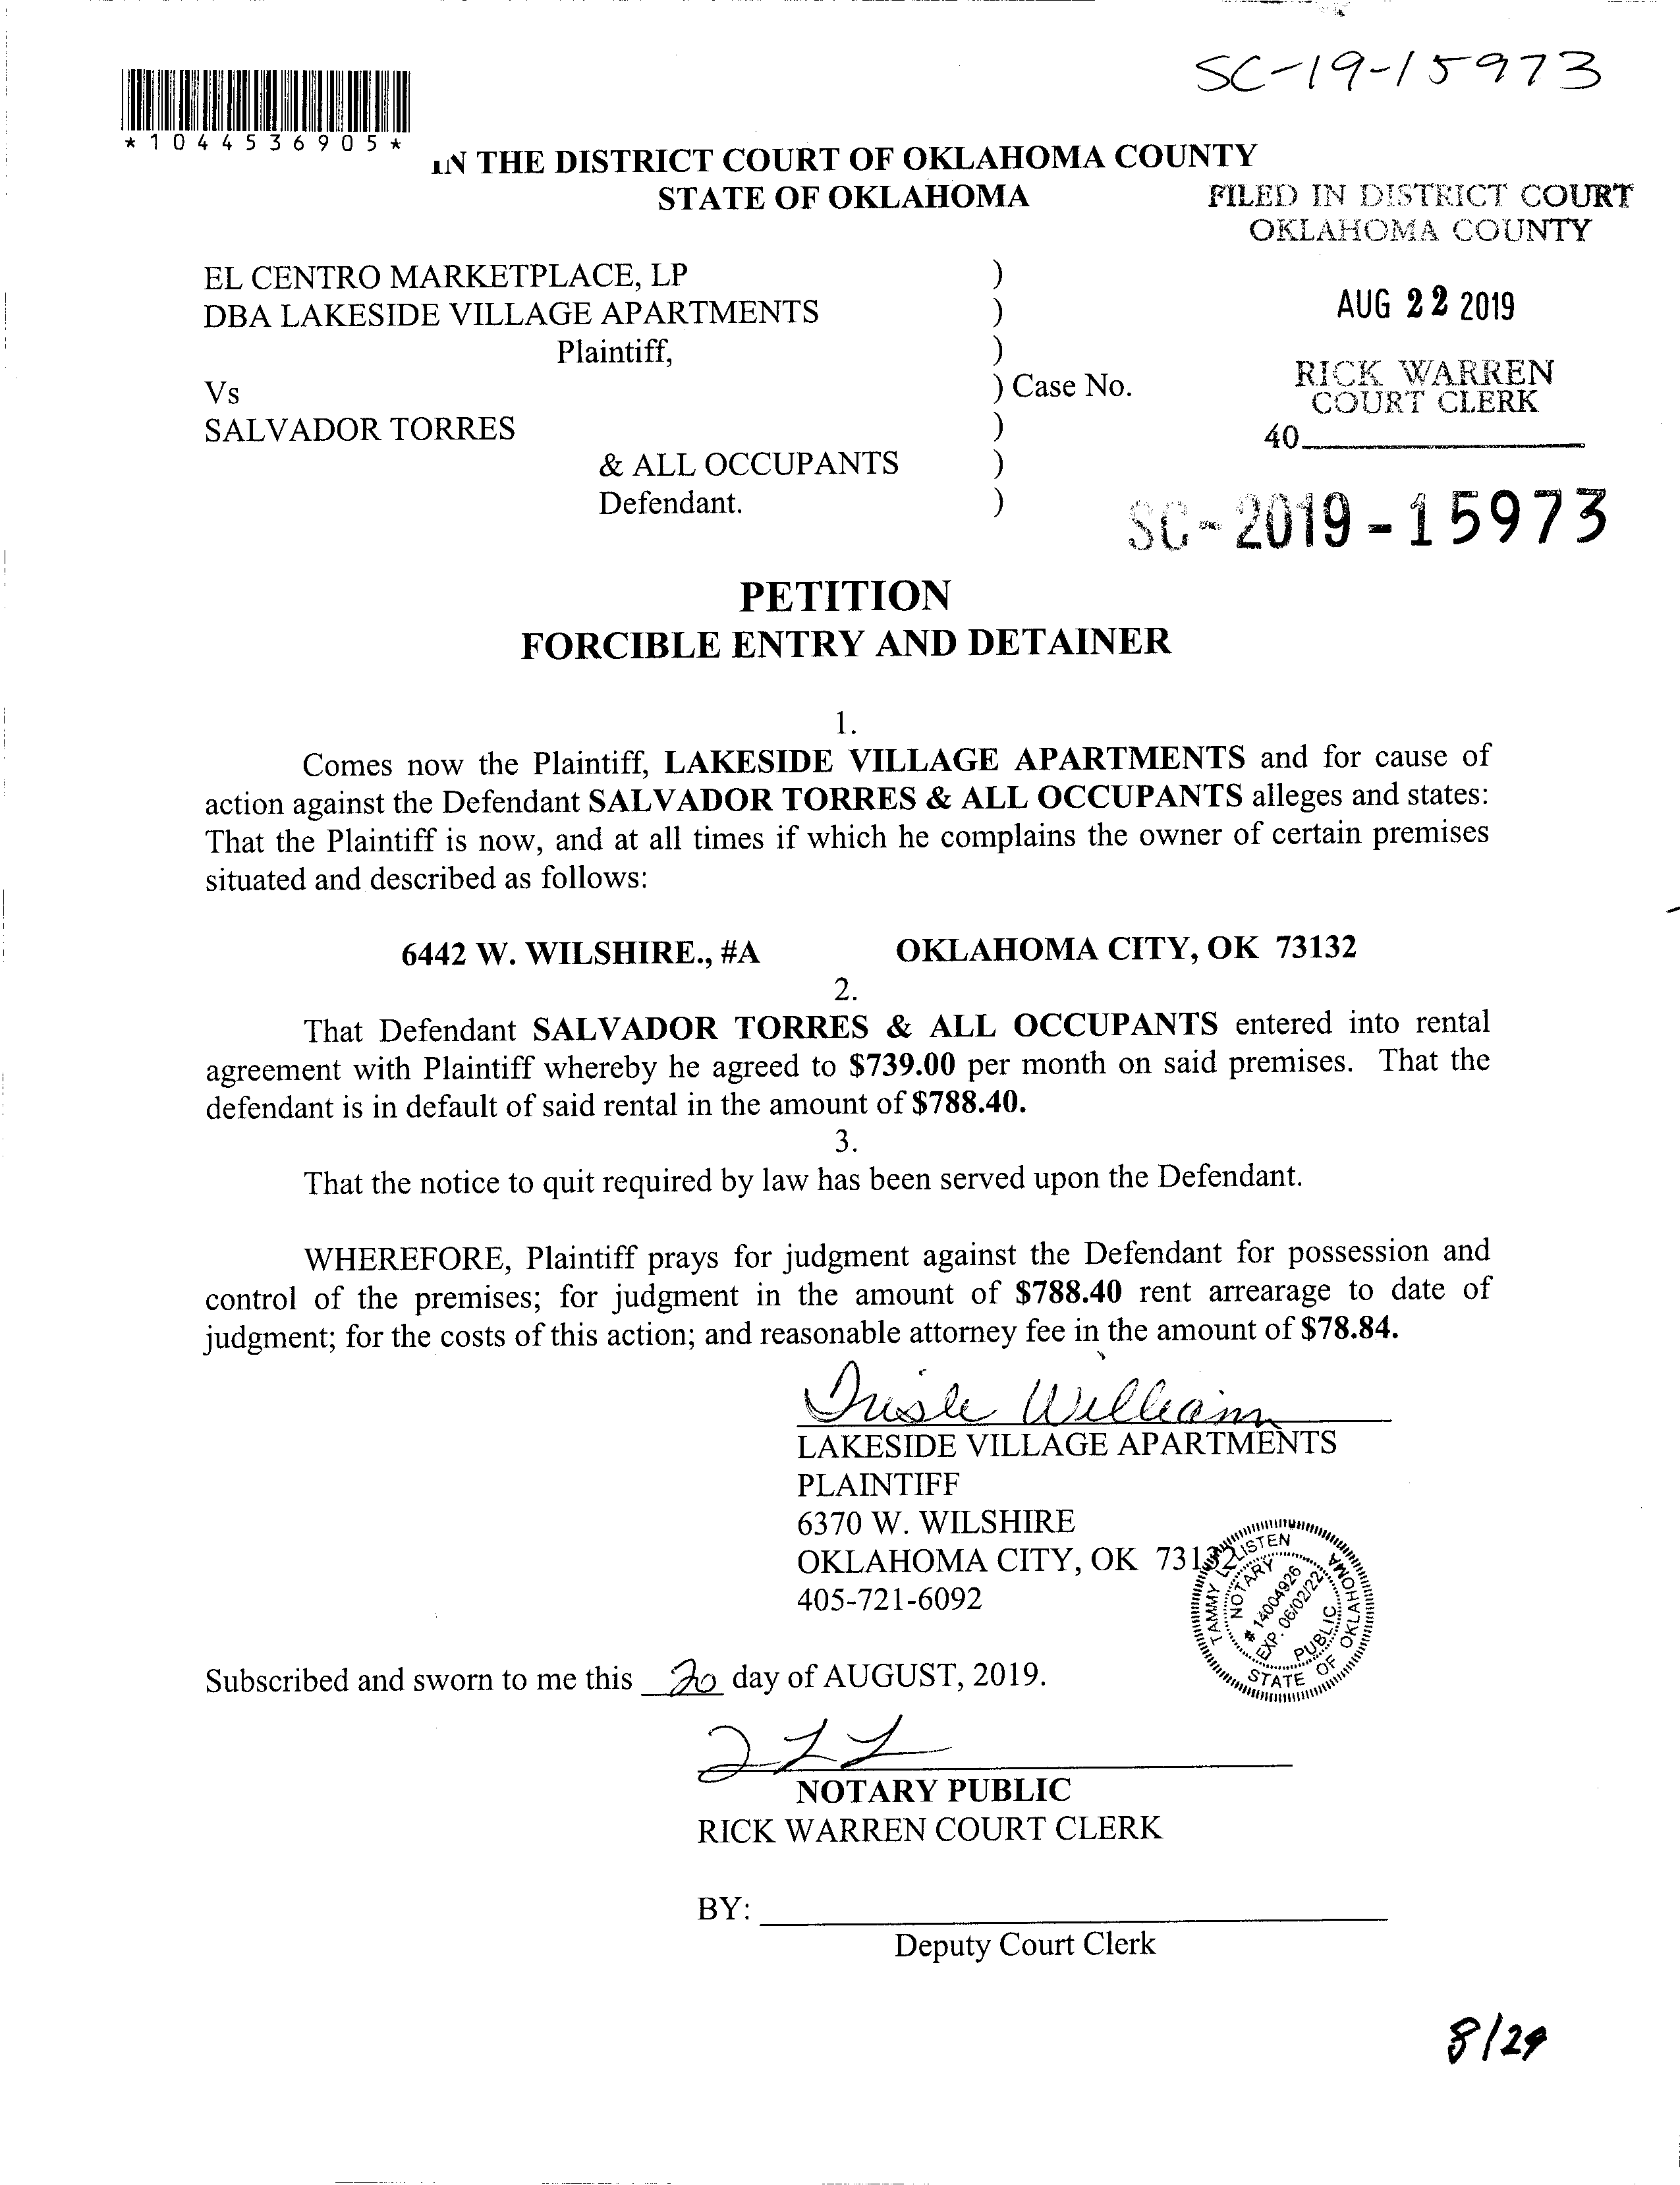 SC-19-15973
*1044536905*
IN THE DISTRICT COURT OF OKLAHOMA COUNTY
STATE OF OKLAHOMA
FILED IN DISTRICT COURT
OKLAHOMA COUNTY
EL CENTRO MARKETPLACE, LP )
DBA LAKESIDE VILLAGE APARTMENTS )
AUG 22 2019
Plaintiff, )
Vs ) Case No.
RICK WARREN
COURT CLERK
SALVADOR TORRES )
40
& ALL OCCUPANTS )
Defendant. )
SC-2019-15973
PETITION
FORCIBLE ENTRY AND DETAINER
1.
Comes now the Plaintiff, LAKESIDE VILLAGE APARTMENTS and for cause of
action against the Defendant SALVADOR TORRES & ALL OCCUPANTS alleges and states:
That the Plaintiff is now, and at all times if which he complains the owner of certain premises
situated and described as follows:
6442 W. WILSHIRE., #A OKLAHOMA CITY, OK 73132
2.
That Defendant SALVADOR TORRES & ALL OCCUPANTS entered into rental
agreement with Plaintiff whereby he agreed to $739.00 per month on said premises. That the
defendant is in default of said rental in the amount of $788.40.
3.
That the notice to quit required by law has been served upon the Defendant.
WHEREFORE, Plaintiff prays for judgment against the Defendant for possession and
control of the premises; for judgment in the amount of $788.40 rent arrearage to date of
judgment; for the costs of this action; and reasonable attorney fee in the amount of $78.84.
LAKESIDE VILLAGE APARTMENTS
PLAINTIFF
6370 W. WILSHIRE
OKLAHOMA CITY, OK 73132
405-721-6092
TAMMY L LISTEN
NOTARY PUBLIC
# 14004926
EXP. 06/02/22
STATE OF OKLAHOMA
Subscribed and sworn to me this 20 day of AUGUST, 2019.
NOTARY PUBLIC
RICK WARREN COURT CLERK
BY:
Deputy Court Clerk
8/29